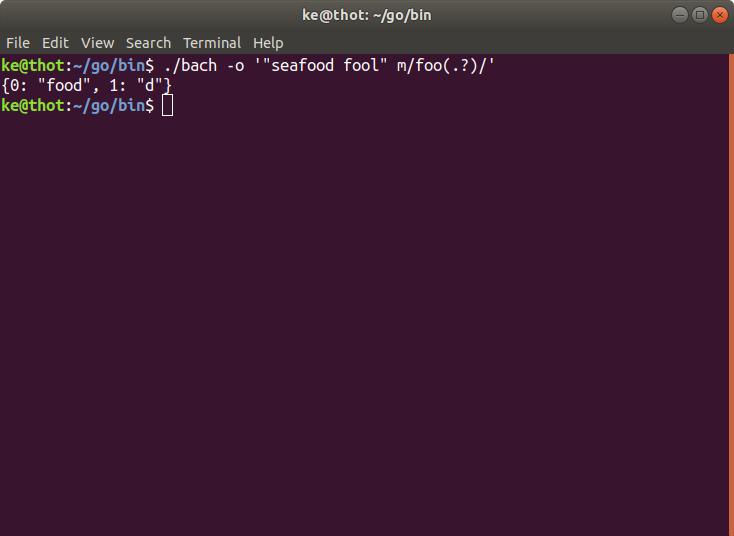 ke@thot: ~/go/bin
File Edit View Search Terminal Help
ke@thot:~/go/bin$ ./bach -o '"seafood fool" m/foo(.?)/'
{0: "food", 1: "d"}
ke@thot:~/go/bin$